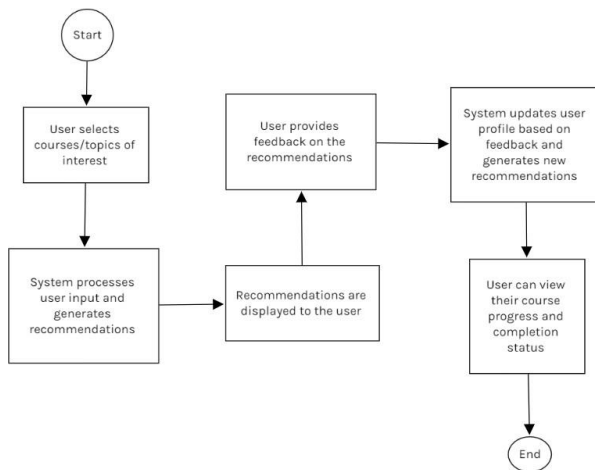 Start
User selects
courses/topics of
interest
System processes
user input and
generates
recommendations
Recommendations are
displayed to the user
User provides
feedback on the
recommendations
System updates user
profile based on
feedback and
generates new
recommendations
User can view
their course
progress and
completion
status
End